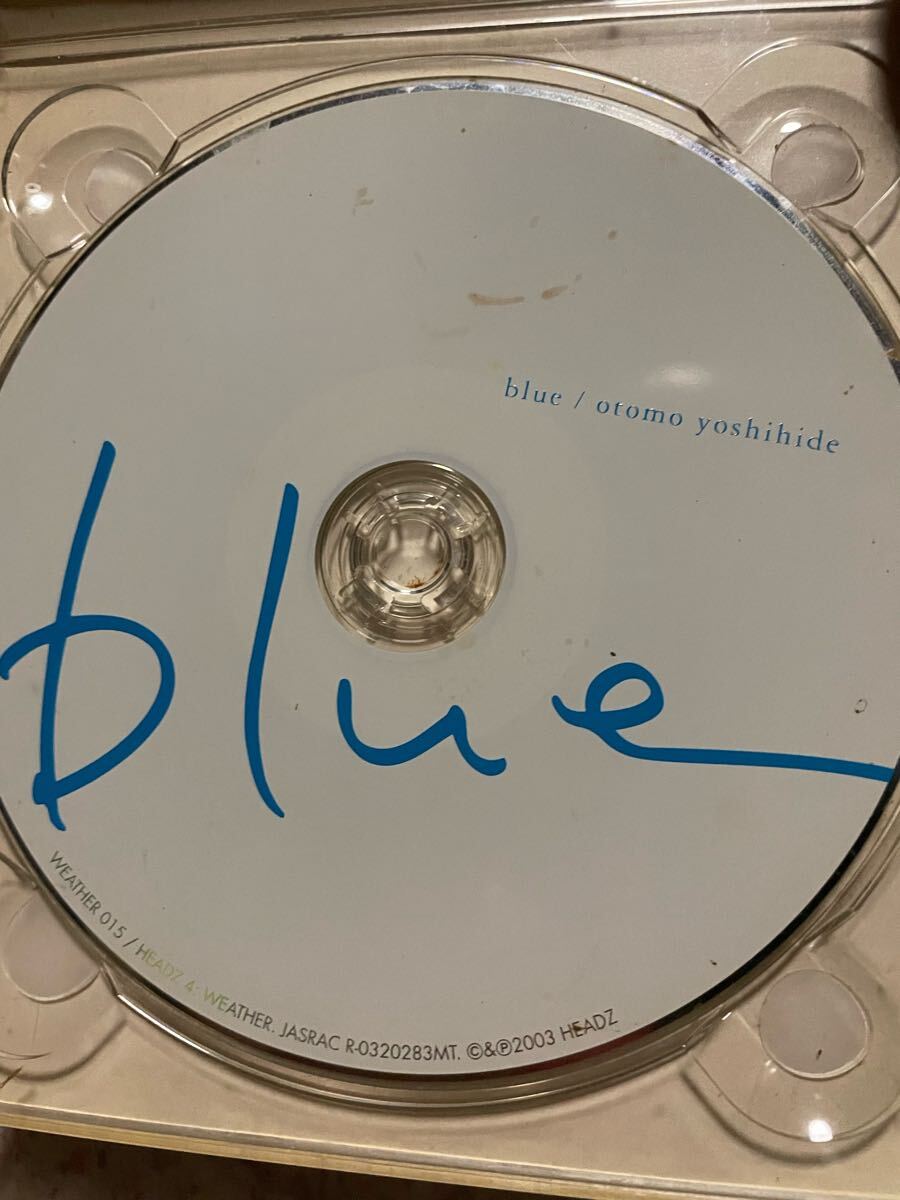 blue / otomo yoshihide
blue
WEATHER 015 / HEADZ 4: WEATHER. JASRAC R-0320283MT. ©&℗2003 HEADZ